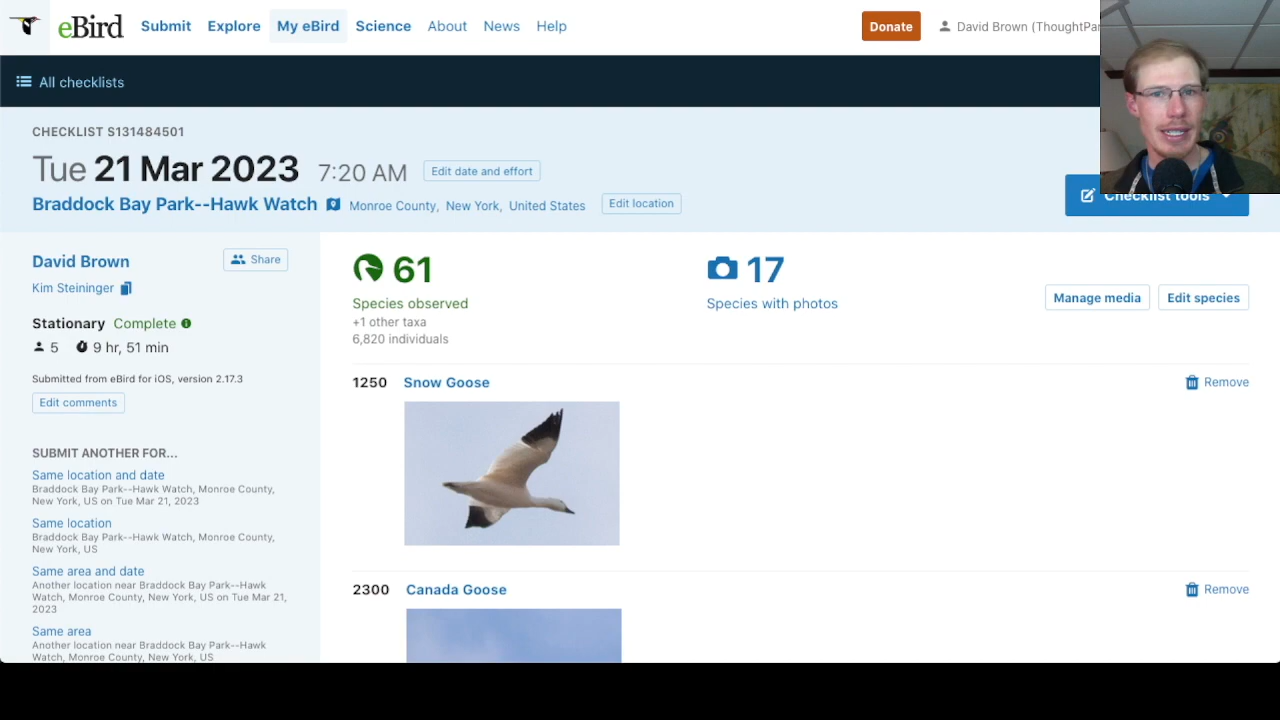 eBird Submit Explore My eBird Science About News Help Donate David Brown (ThoughtPa
All checklists
CHECKLIST S131484501
Tue 21 Mar 2023 7:20 AM Edit date and effort
Braddock Bay Park--Hawk Watch Monroe County, New York, United States Edit location
Checklist tools
David Brown Share
Kim Steininger
Stationary Complete
5 9 hr, 51 min
Submitted from eBird for iOS, version 2.17.3
Edit comments
SUBMIT ANOTHER FOR...
Same location and date
Braddock Bay Park--Hawk Watch, Monroe County,
New York, US on Tue Mar 21, 2023
Same location
Braddock Bay Park--Hawk Watch, Monroe County,
New York, US
Same area and date
Another location near Braddock Bay Park--Hawk
Watch, Monroe County, New York, US on Tue Mar 21,
2023
Same area
Another location near Braddock Bay Park--Hawk
Watch, Monroe County, New York, US
61
Species observed
+1 other taxa
6,820 individuals
17
Species with photos
Manage media Edit species
1250 Snow Goose Remove
2300 Canada Goose Remove